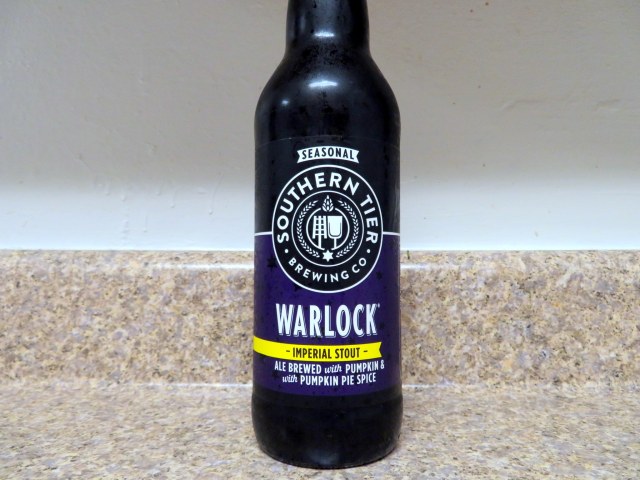 SEASONAL
SOUTHERN TIER
· BREWING CO ·
WARLOCK
- IMPERIAL STOUT -
ALE BREWED with PUMPKIN &
with PUMPKIN PIE SPICE